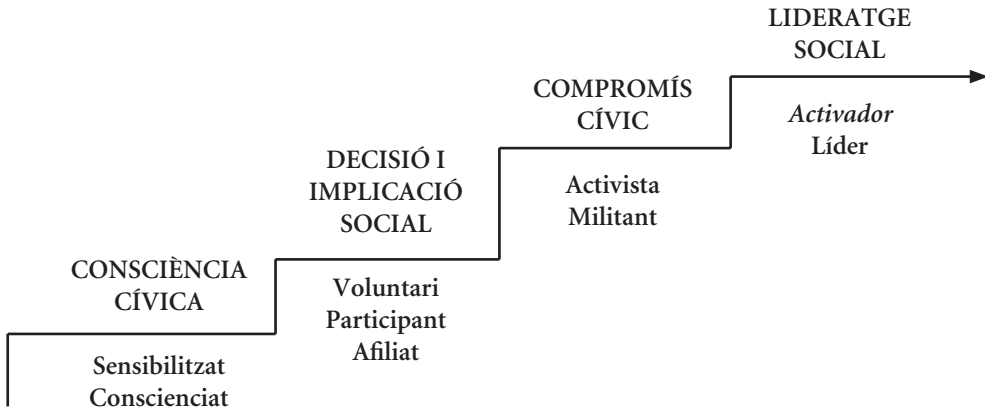 LIDERATGE
SOCIAL
Activador
Líder
COMPROMÍS
CÍVIC
Activista
Militant
DECISIÓ I
IMPLICACIÓ
SOCIAL
Voluntari
Participant
Afiliat
CONSCIÈNCIA
CÍVICA
Sensibilitzat
Conscienciat